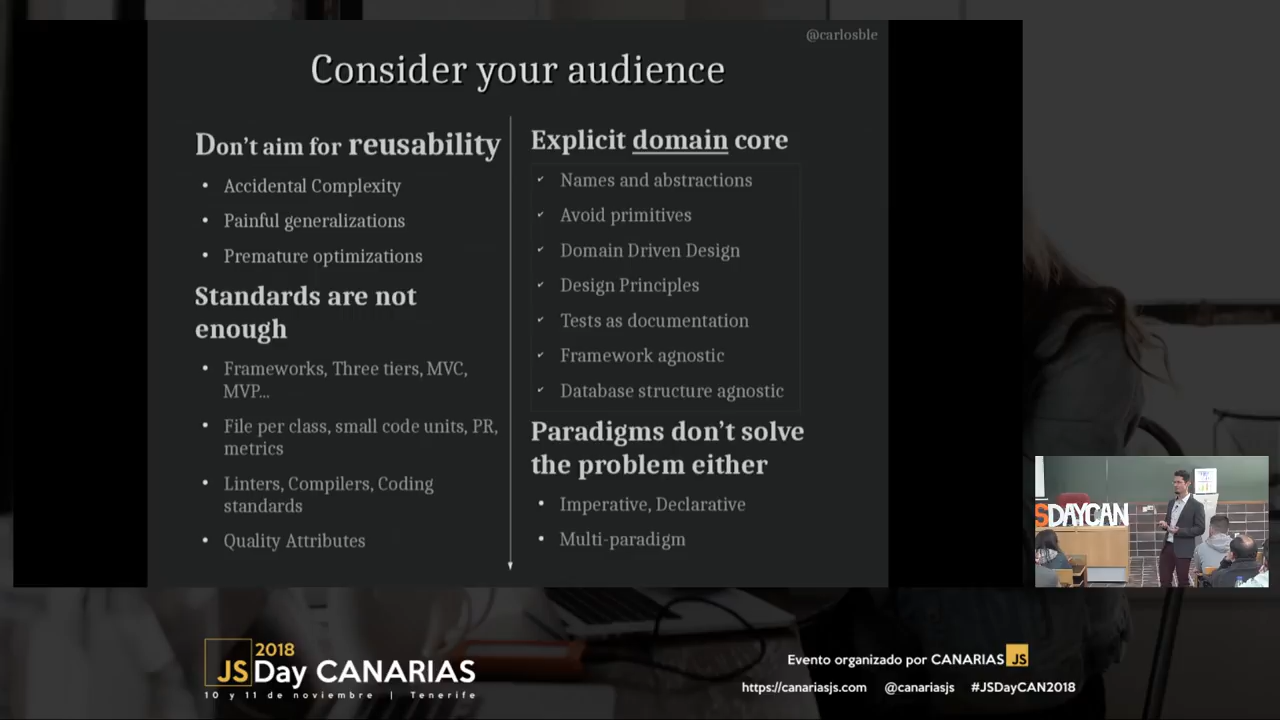 @carlosble
Consider your audience
Don't aim for reusability
• Accidental Complexity
• Painful generalizations
• Premature optimizations
Standards are not
enough
• Frameworks, Three tiers, MVC,
MVP...
• File per class, small code units, PR,
metrics
• Linters, Compilers, Coding
standards
• Quality Attributes
Explicit domain core
✓ Names and abstractions
✓ Avoid primitives
✓ Domain Driven Design
✓ Design Principles
✓ Tests as documentation
✓ Framework agnostic
✓ Database structure agnostic
Paradigms don't solve
the problem either
• Imperative, Declarative
• Multi-paradigm
SDAYCAN
2018
JSDay CANARIAS
10 y 11 de noviembre | Tenerife
Evento organizado por CANARIAS JS
https://canariasjs.com @canariasjs #JSDayCAN2018